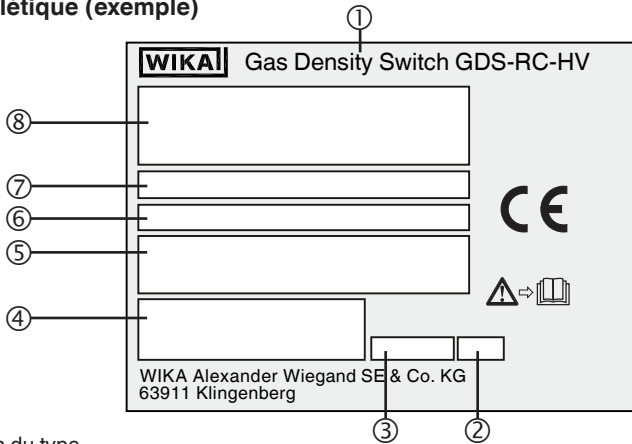 létique (exemple)
①
WIKA Gas Density Switch GDS-RC-HV
⑧
⑦
⑥
CE
⑤
④
WIKA Alexander Wiegand SE & Co. KG
63911 Klingenberg
③ ②
du type